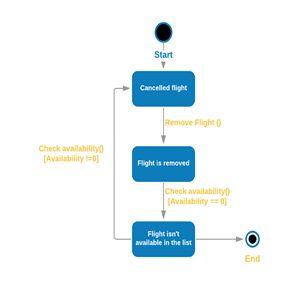 Start
Cancelled flight
Remove Flight ()
Check availability()
[Availability !=0]
Flight is removed
Check availability()
[Availability == 0]
Flight isn't
available in the list
End